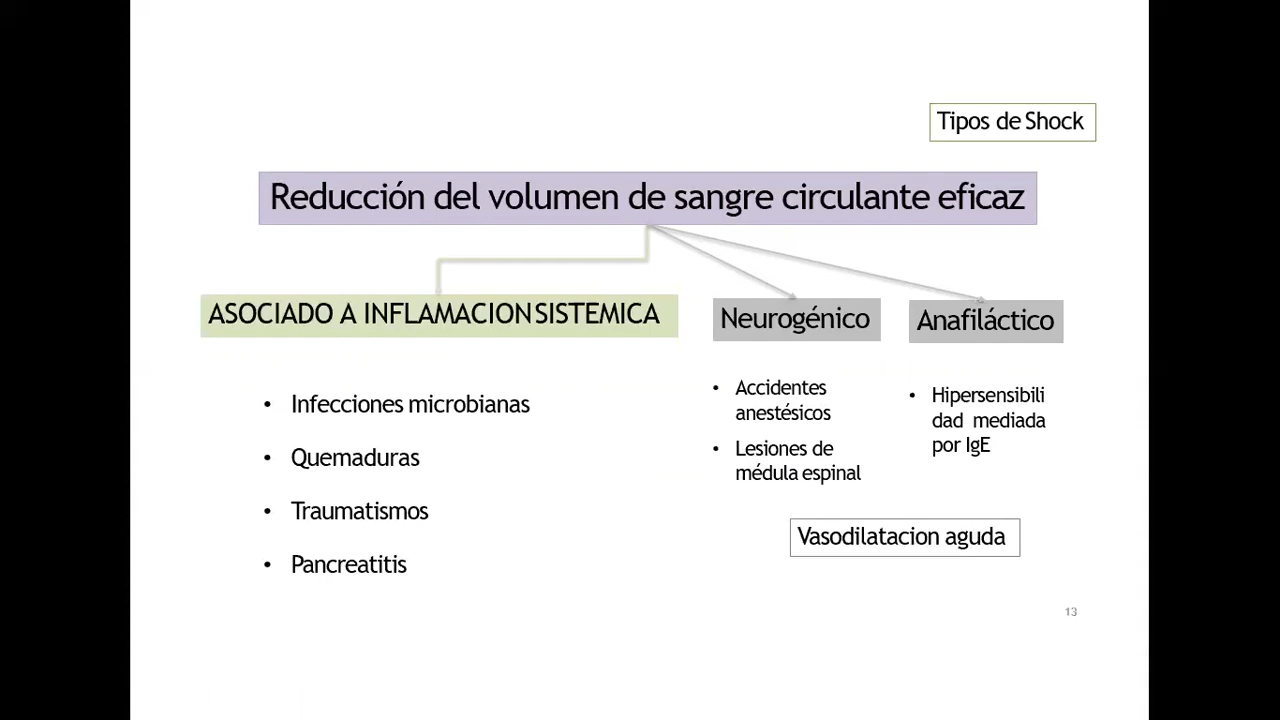 Tipos de Shock
Reducción del volumen de sangre circulante eficaz
ASOCIADO A INFLAMACION SISTEMICA
Neurogénico
Anafiláctico
• Infecciones microbianas
• Quemaduras
• Traumatismos
• Pancreatitis
• Accidentes
anestésicos
• Lesiones de
médula espinal
• Hipersensibili
dad mediada
por IgE
Vasodilatacion aguda
13